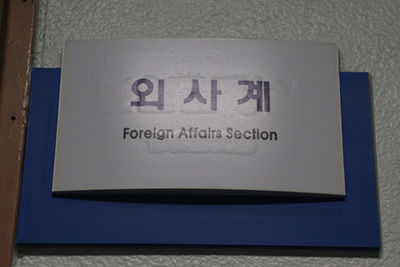 외사계
Foreign Affairs Section